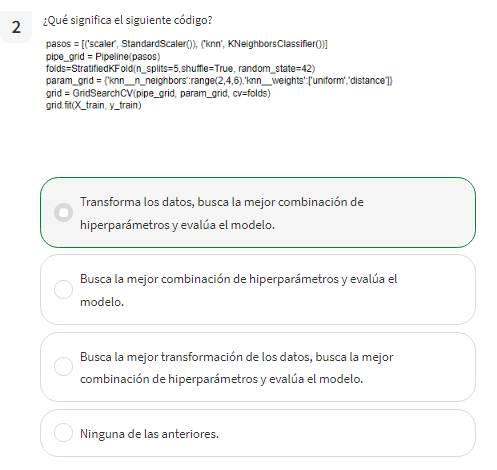 2
¿Qué significa el siguiente código?
pasos = [('scaler', StandardScaler()), ('knn', KNeighborsClassifier())]
pipe_grid = Pipeline(pasos)
folds=StratifiedKFold(n_splits=5,shuffle=True, random_state=42)
param_grid = {'knn__n_neighbors':range(2,4,6),'knn__weights':['uniform','distance']}
grid = GridSearchCV(pipe_grid, param_grid, cv=folds)
grid.fit(X_train, y_train)
Transforma los datos, busca la mejor combinación de
hiperparámetros y evalúa el modelo.
Busca la mejor combinación de hiperparámetros y evalúa el
modelo.
Busca la mejor transformación de los datos, busca la mejor
combinación de hiperparámetros y evalúa el modelo.
Ninguna de las anteriores.